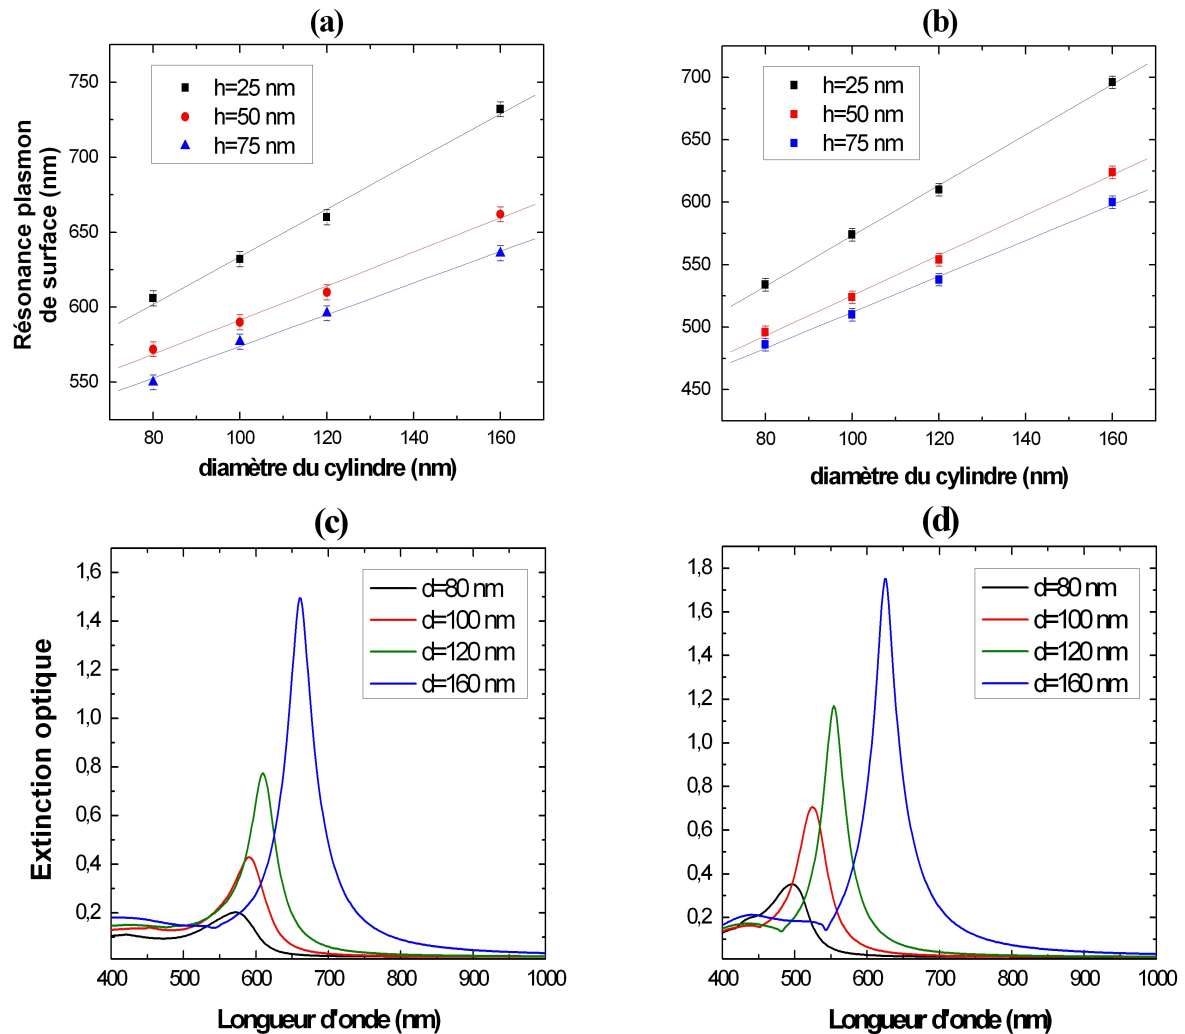 (a)
Résonance plasmon
de surface (nm)
750
700
650
600
550
h=25 nm
h=50 nm
h=75 nm
80 100 120 140 160
diamètre du cylindre (nm)
(b)
700
650
600
550
500
450
h=25 nm
h=50 nm
h=75 nm
80 100 120 140 160
diamètre du cylindre (nm)
(c)
Extinction optique
1,6
1,4
1,2
1,0
0,8
0,6
0,4
0,2
d=80 nm
d=100 nm
d=120 nm
d=160 nm
400 500 600 700 800 900 1000
Longueur d'onde (nm)
(d)
1,8
1,6
1,4
1,2
1,0
0,8
0,6
0,4
0,2
d=80 nm
d=100 nm
d=120 nm
d=160 nm
400 500 600 700 800 900 1000
Longueur d'onde (nm)